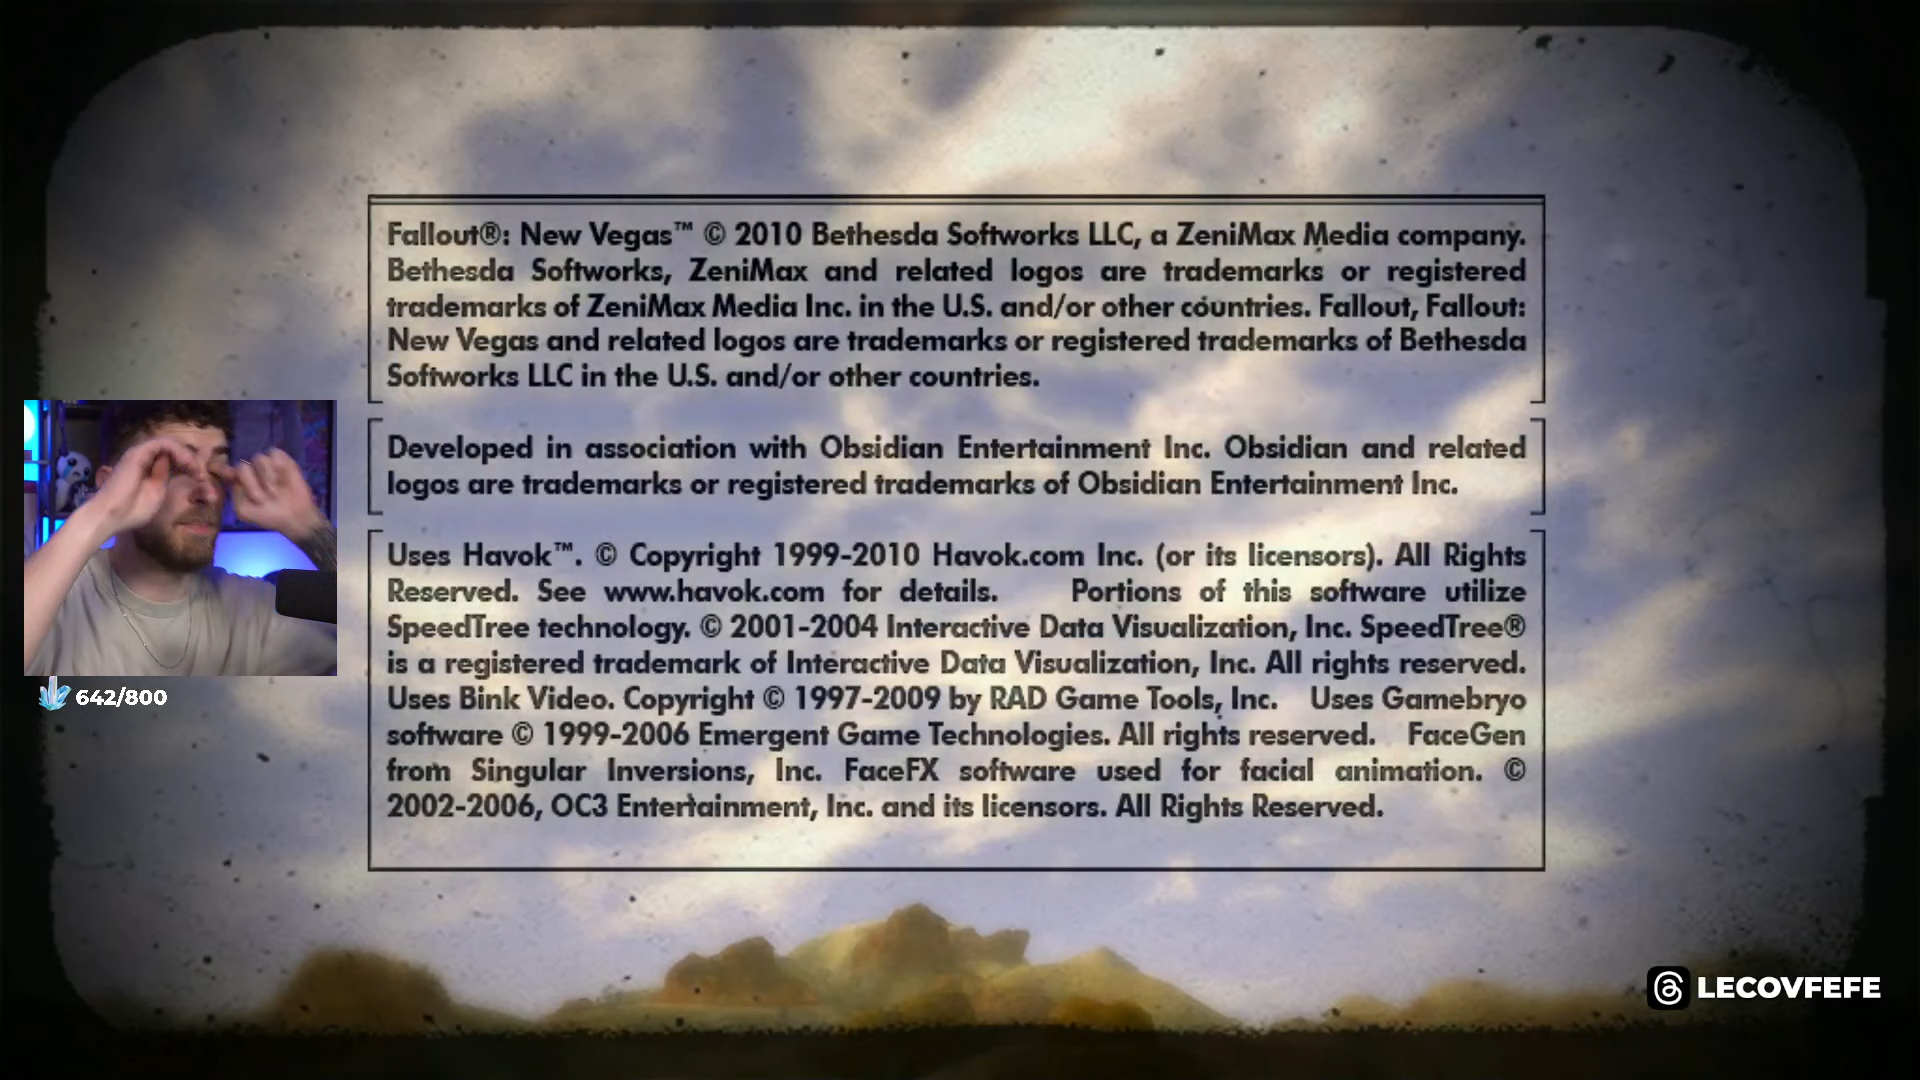 Fallout®: New Vegas™ © 2010 Bethesda Softworks LLC, a ZeniMax Media company.
Bethesda Softworks, ZeniMax and related logos are trademarks or registered
trademarks of ZeniMax Media Inc. in the U.S. and/or other countries. Fallout, Fallout:
New Vegas and related logos are trademarks or registered trademarks of Bethesda
Softworks LLC in the U.S. and/or other countries.
Developed in association with Obsidian Entertainment Inc. Obsidian and related
logos are trademarks or registered trademarks of Obsidian Entertainment Inc.
Uses Havok™. © Copyright 1999-2010 Havok.com Inc. (or its licensors). All Rights
Reserved. See www.havok.com for details. Portions of this software utilize
SpeedTree technology. © 2001-2004 Interactive Data Visualization, Inc. SpeedTree®
is a registered trademark of Interactive Data Visualization, Inc. All rights reserved.
Uses Bink Video. Copyright © 1997-2009 by RAD Game Tools, Inc. Uses Gamebryo
software © 1999-2006 Emergent Game Technologies. All rights reserved. FaceGen
from Singular Inversions, Inc. FaceFX software used for facial animation. ©
2002-2006, OC3 Entertainment, Inc. and its licensors. All Rights Reserved.
642/800
LECOVFEFE